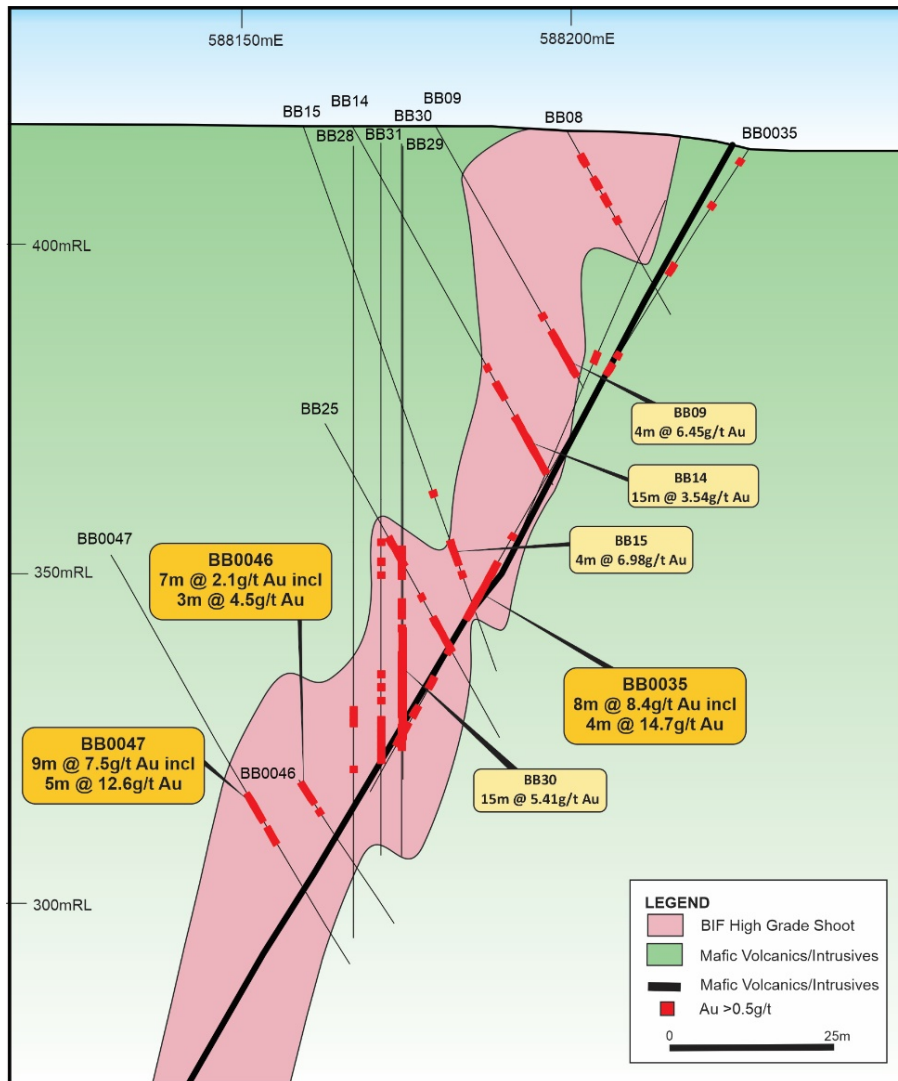 588150mE
588200mE
BB15
BB14
BB09
BB30
BB08
BB28
BB31
BB29
BB0035
400mRL
BB25
BB09
4m @ 6.45g/t Au
BB14
15m @ 3.54g/t Au
BB0047
BB15
4m @ 6.98g/t Au
BB0046
7m @ 2.1g/t Au incl
3m @ 4.5g/t Au
350mRL
BB0035
8m @ 8.4g/t Au incl
4m @ 14.7g/t Au
BB0047
9m @ 7.5g/t Au incl
5m @ 12.6g/t Au
BB0046
BB30
15m @ 5.41g/t Au
300mRL
LEGEND
BIF High Grade Shoot
Mafic Volcanics/Intrusives
Mafic Volcanics/Intrusives
Au >0.5g/t
0
25m